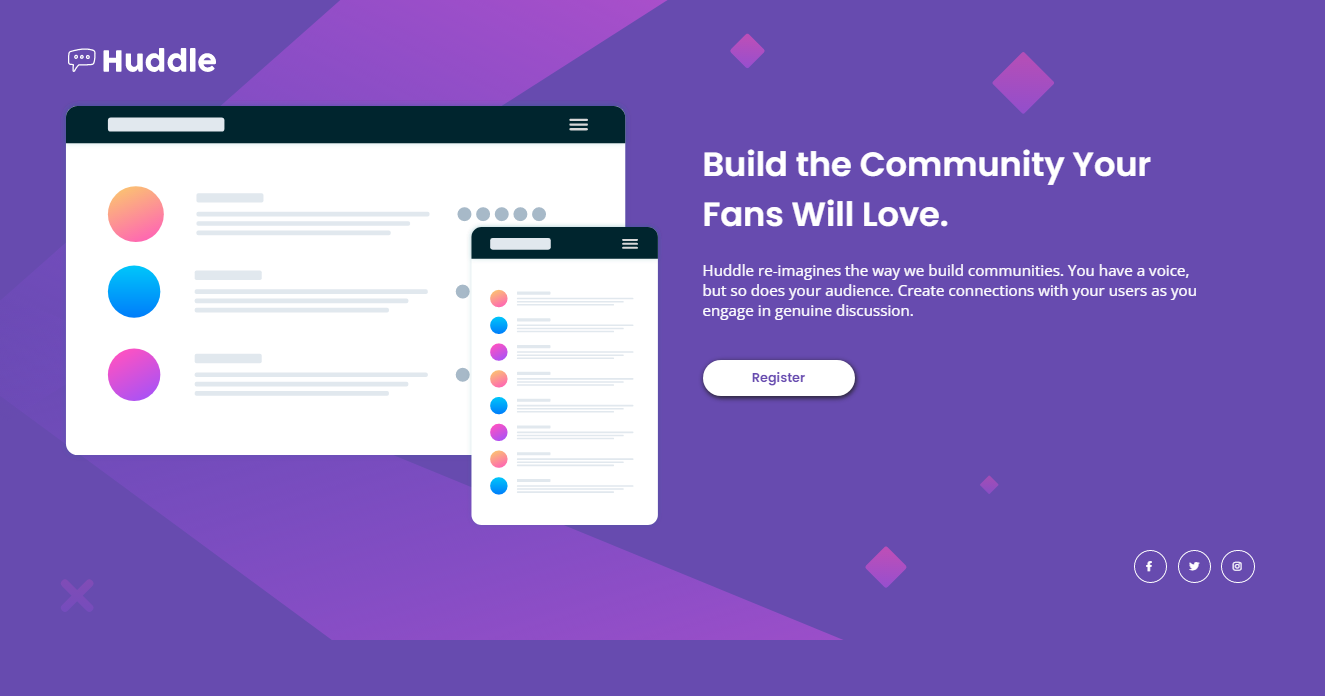 Huddle
Build the Community Your
Fans Will Love.
Huddle re-imagines the way we build communities. You have a voice,
but so does your audience. Create connections with your users as you
engage in genuine discussion.
Register